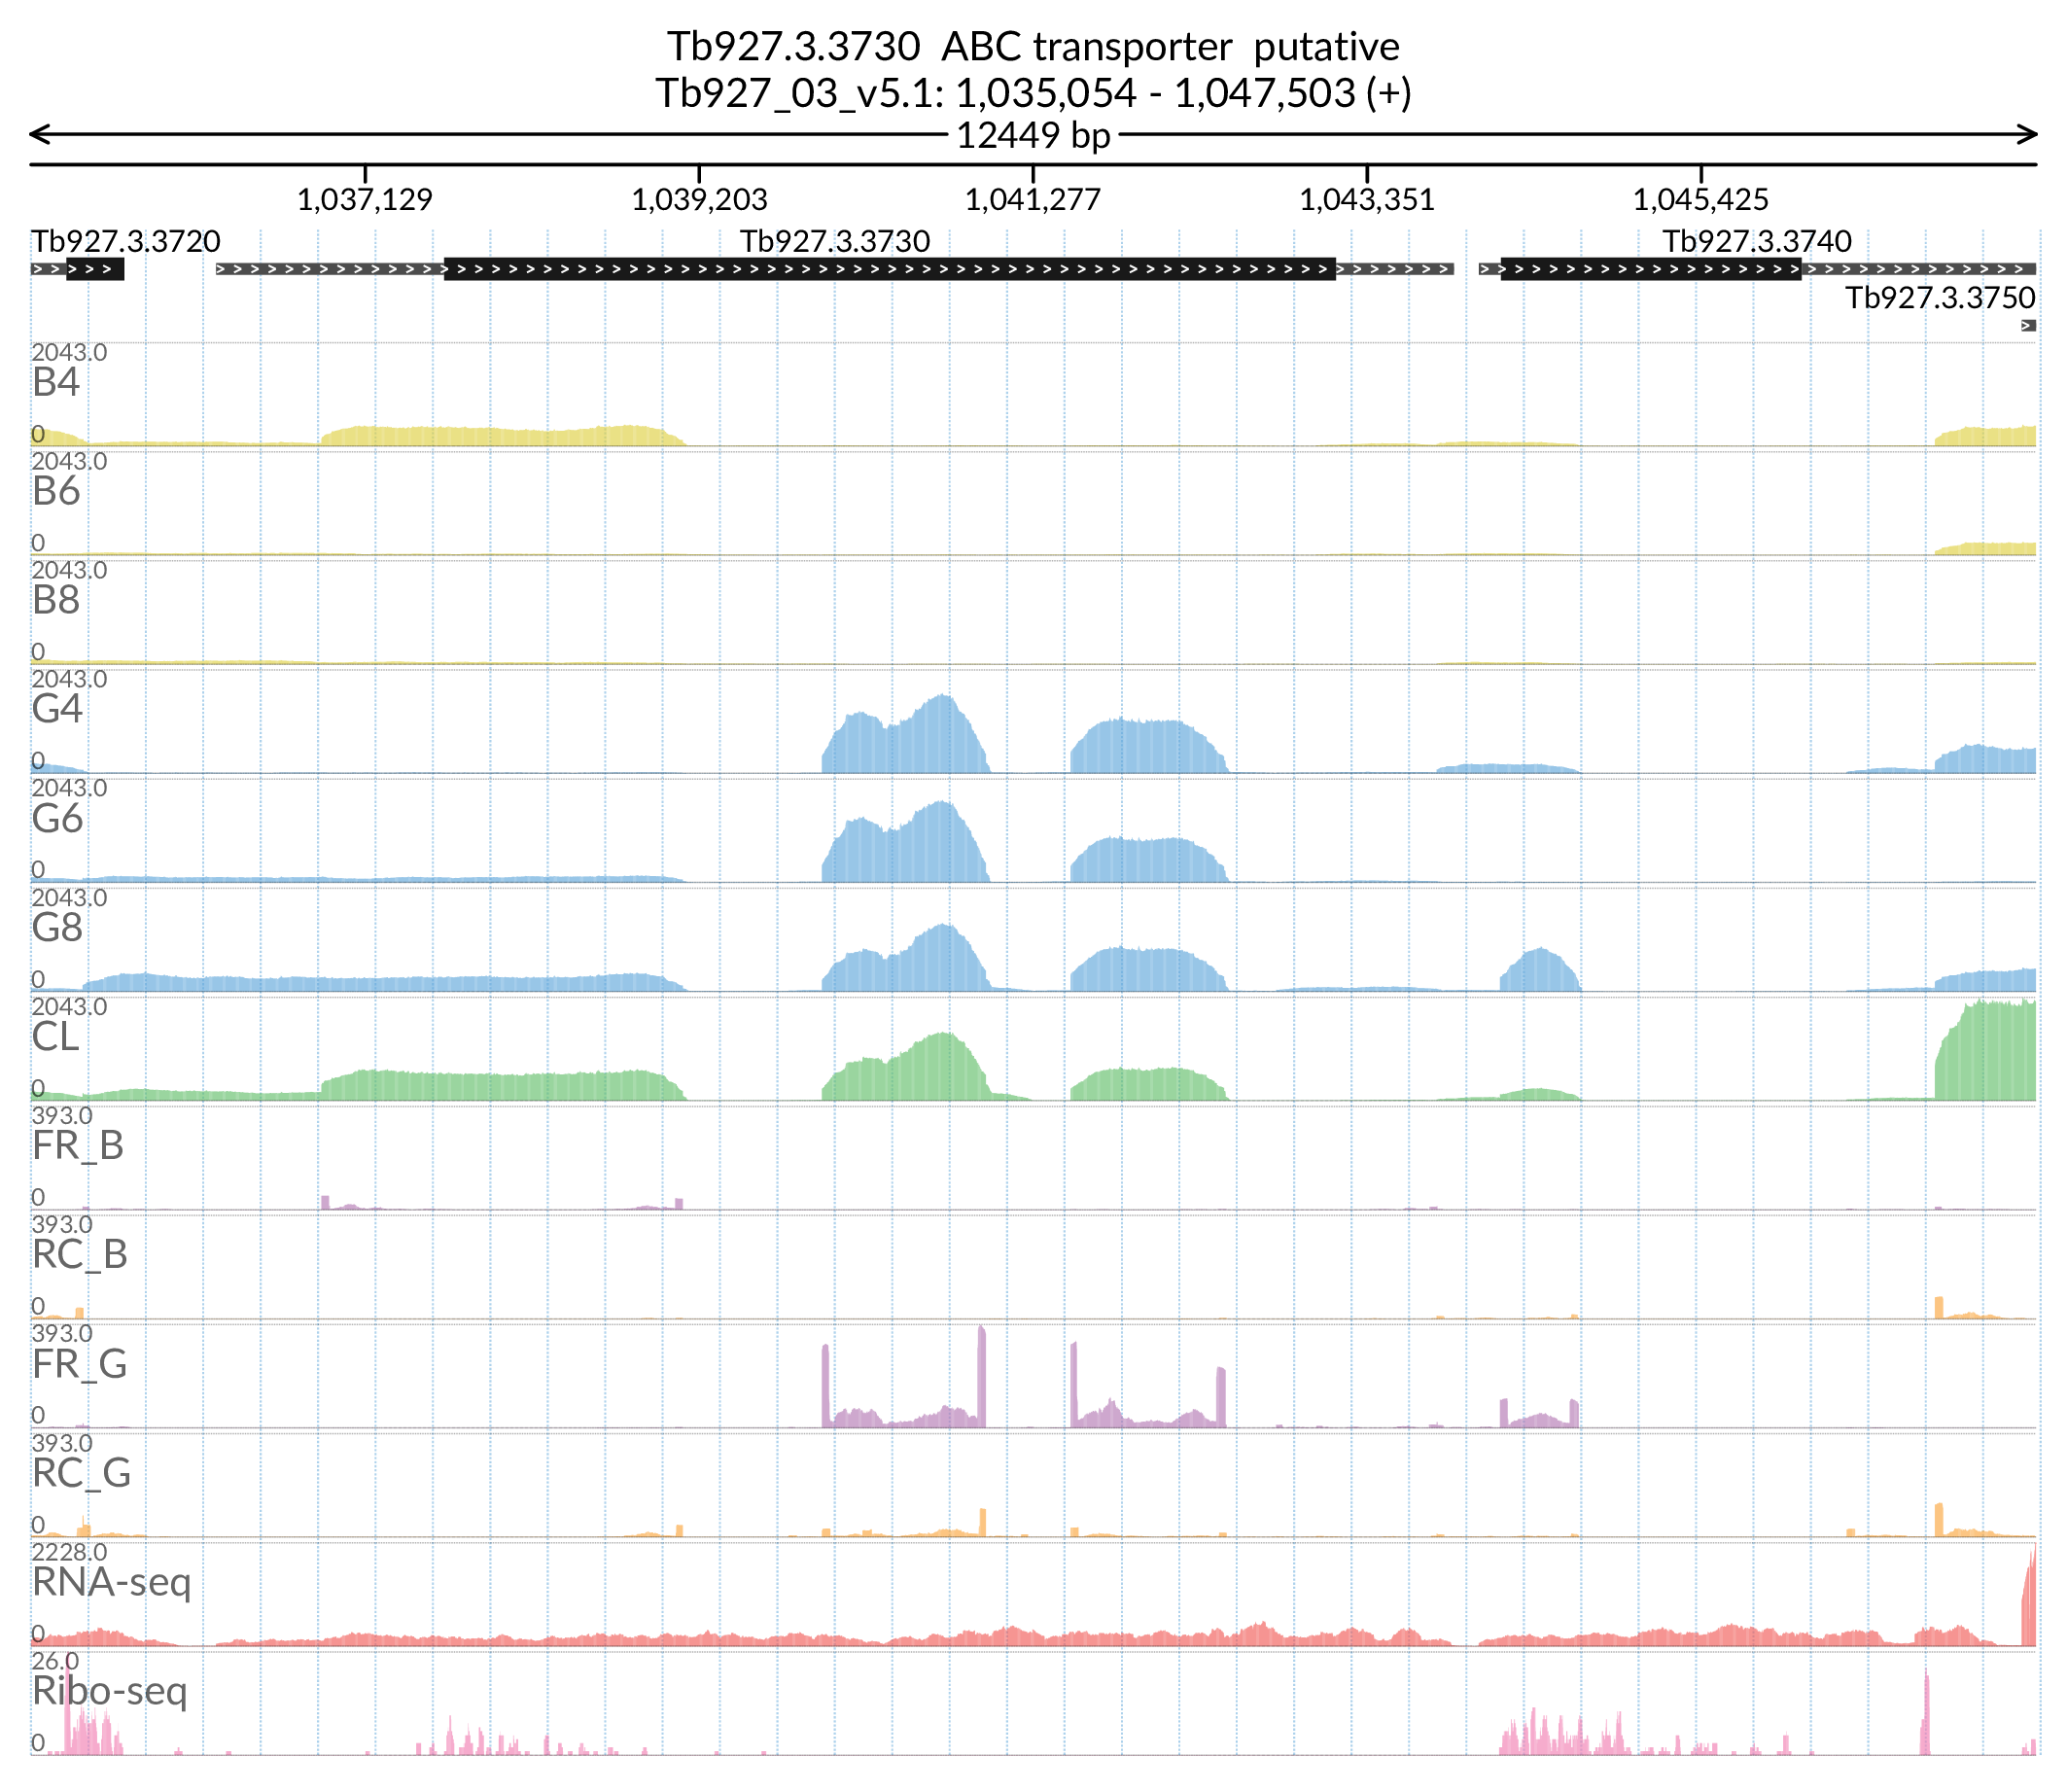 Tb927.3.3730  ABC transporter  putative
Tb927_03_v5.1: 1,035,054 - 1,047,503 (+)
12449 bp
1,037,129 1,039,203 1,041,277 1,043,351 1,045,425
Tb927.3.3720 Tb927.3.3730 Tb927.3.3740
Tb927.3.3750
2043.0
B4
0
2043.0
B6
0
2043.0
B8
0
2043.0
G4
0
2043.0
G6
0
2043.0
G8
0
2043.0
CL
0
393.0
FR_B
0
393.0
RC_B
0
393.0
FR_G
0
393.0
RC_G
0
2228.0
RNA-seq
0
26.0
Ribo-seq
0